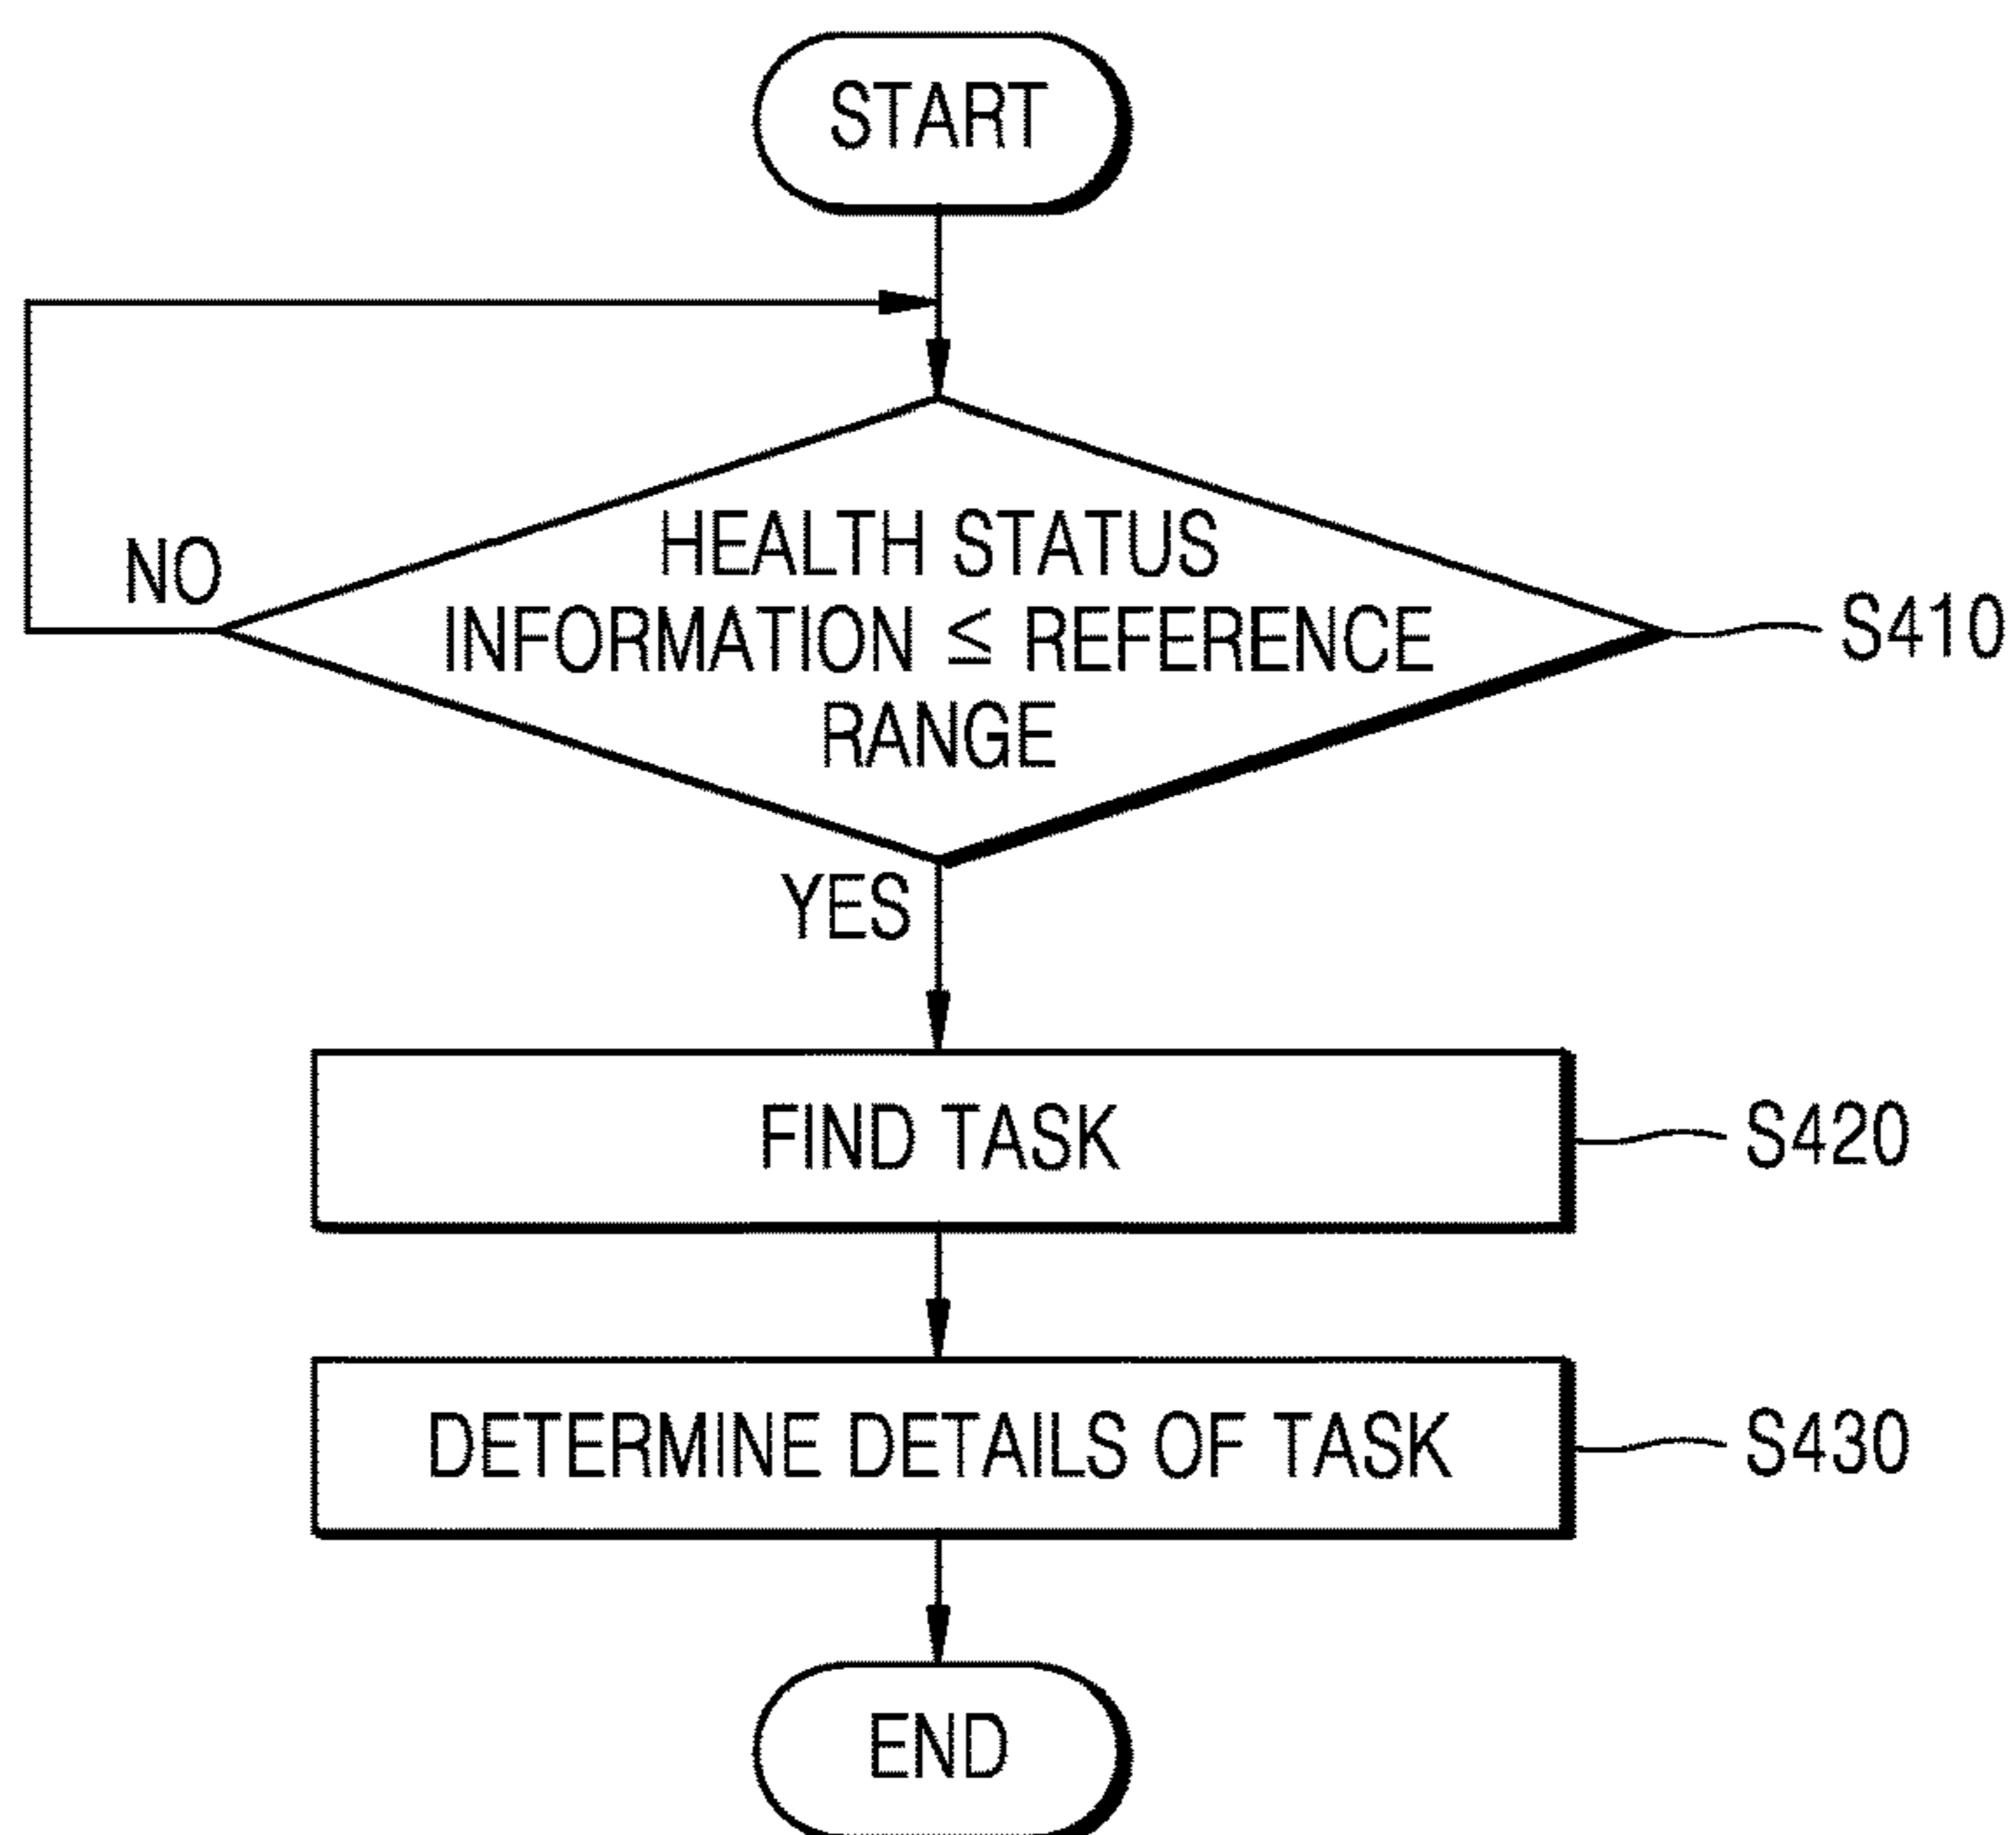 START
HEALTH STATUS
INFORMATION ≤ REFERENCE
RANGE
NO
S410
YES
FIND TASK
S420
DETERMINE DETAILS OF TASK
S430
END